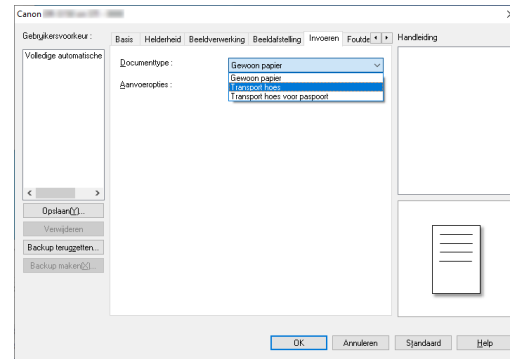 Canon
Gebruikersvoorkeur :
Volledige automatische
Opslaan(Y)...
Verwijderen
Backup terugzetten...
Backup maken(X)...
Basis Helderheid Beeldverwerking Beeldafstelling Invoeren Foutde
Documenttype : Gewoon papier
Gewoon papier
Transport hoes
Transport hoes voor paspoort
Aanvoeropties :
Handleiding
OK Annuleren Standaard Help